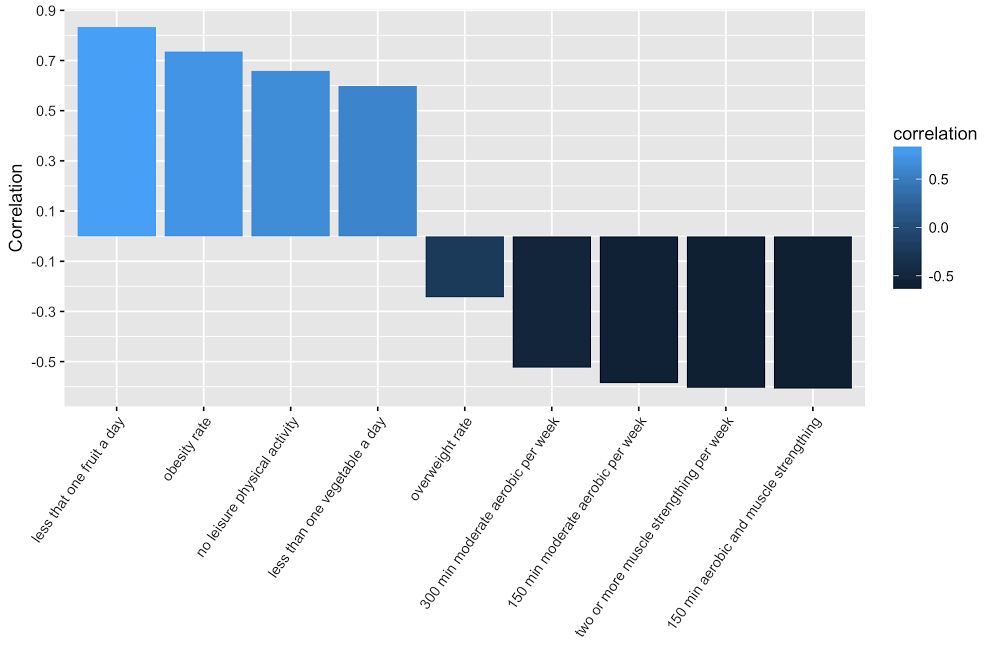 0.9
0.7
0.5
0.3
0.1
-0.1
-0.3
-0.5
Correlation
less that one fruit a day
obesity rate
no leisure physical activity
less than one vegetable a day
overweight rate
300 min moderate aerobic per week
150 min moderate aerobic per week
two or more muscle strengthing per week
150 min aerobic and muscle strengthing
correlation
0.5
0.0
-0.5